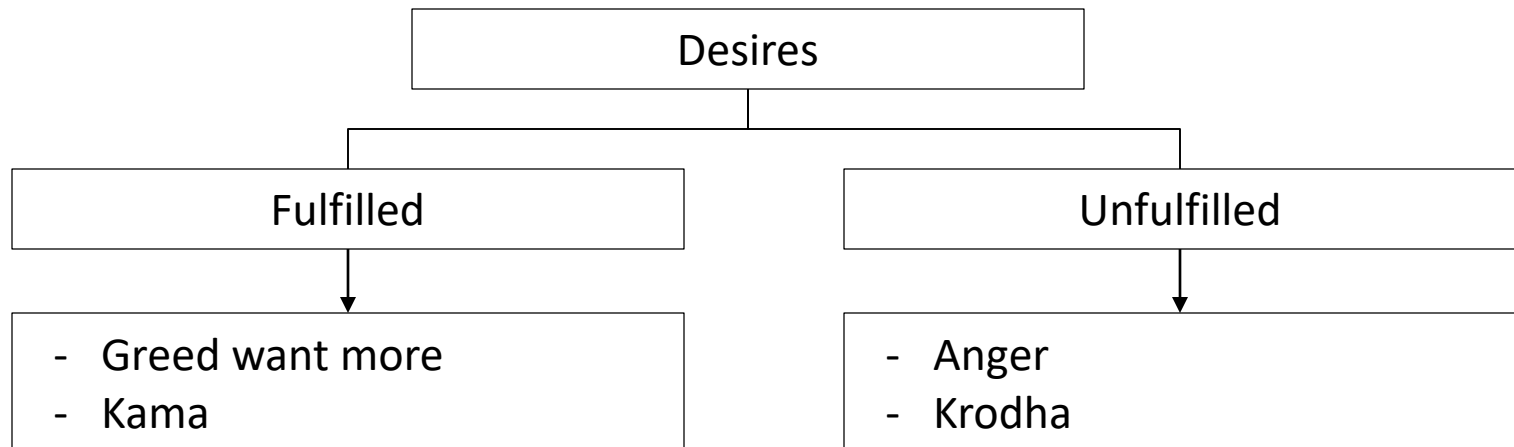 Desires
Fulfilled
Unfulfilled
- Greed want more
- Kama
- Anger
- Krodha